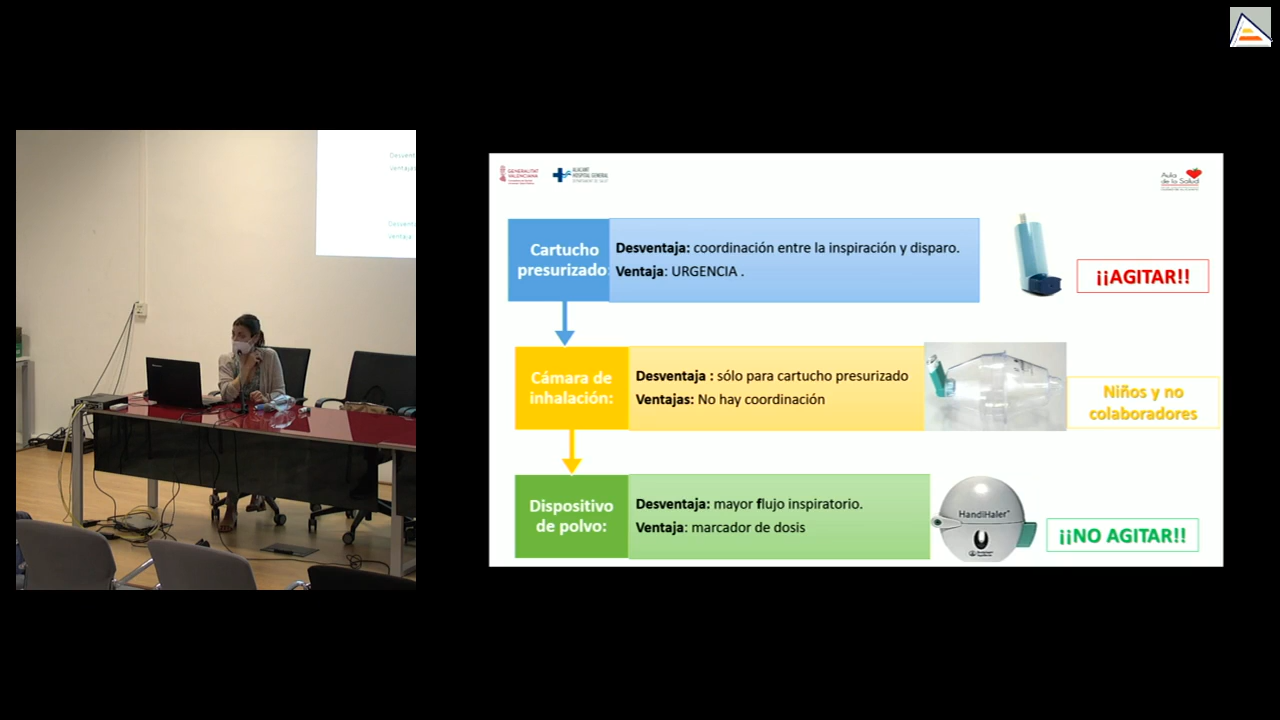 GENERALITAT
VALENCIANA
ALACANT
HOSPITAL GENERAL
Aula
de la Salud
Cartucho
presurizado:
Desventaja: coordinación entre la inspiración y disparo.
Ventaja: URGENCIA .
¡¡AGITAR!!
Cámara de
inhalación:
Desventaja : sólo para cartucho presurizado
Ventajas: No hay coordinación
Niños y no
colaboradores
Dispositivo
de polvo:
Desventaja: mayor flujo inspiratorio.
Ventaja: marcador de dosis
HandiHaler®
¡¡NO AGITAR!!